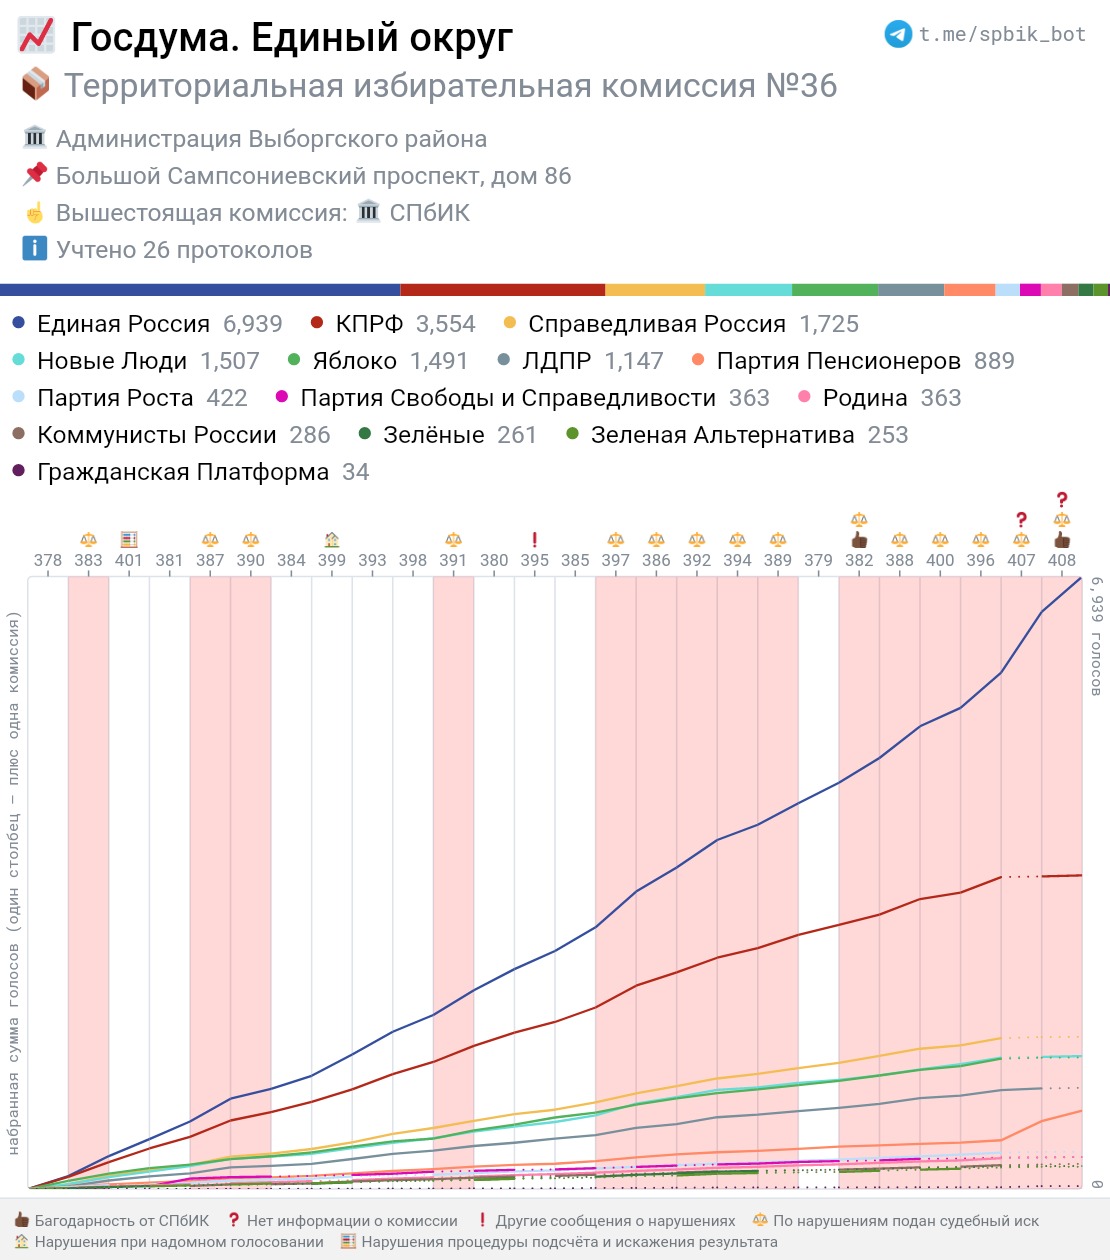 Госдума. Единый округ
t.me/spbik_bot
Территориальная избирательная комиссия №36
Администрация Выборгского района
Большой Сампсониевский проспект, дом 86
Вышестоящая комиссия: СПбИК
Учтено 26 протоколов
Единая Россия 6,939 КПРФ 3,554 Справедливая Россия 1,725
Новые Люди 1,507 Яблоко 1,491 ЛДПР 1,147 Партия Пенсионеров 889
Партия Роста 422 Партия Свободы и Справедливости 363 Родина 363
Коммунисты России 286 Зелёные 261 Зеленая Альтернатива 253
Гражданская Платформа 34
378 383 401 381 387 390 384 399 393 398 391 380 395 385 397 386 392 394 389 379 382 388 400 396 407 408
набранная сумма голосов (один столбец – плюс одна комиссия)
6,939 голосов
0
Багодарность от СПбИК Нет информации о комиссии Другие сообщения о нарушениях По нарушениям подан судебный иск
Нарушения при надомном голосовании Нарушения процедуры подсчёта и искажения результата